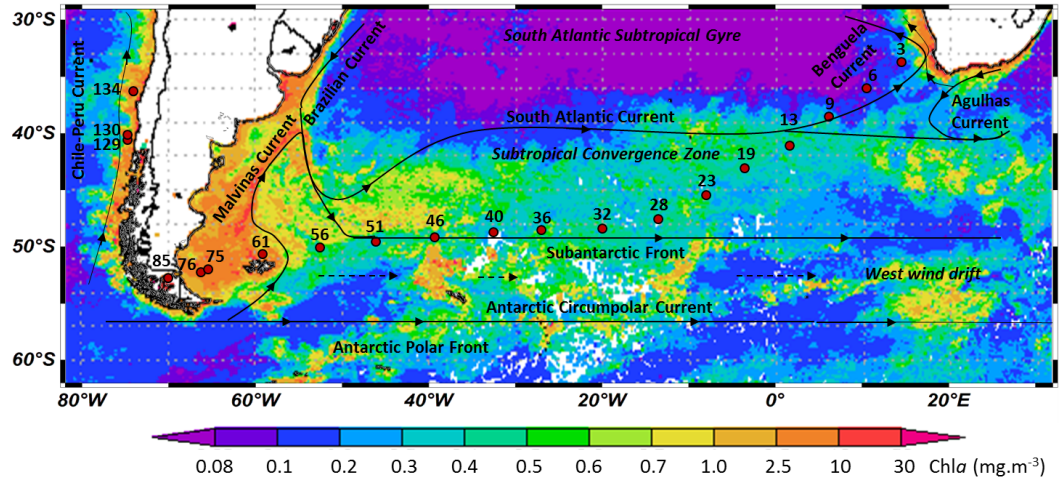 30°S
40°S
50°S
60°S
South Atlantic Subtropical Gyre
Chile-Peru Current
Brazilian Current
Malvinas Current
Benguela
Current
Agulhas
Current
South Atlantic Current
Subtropical Convergence Zone
Subantarctic Front
West wind drift
Antarctic Circumpolar Current
Antarctic Polar Front
3
6
9
13
19
23
28
32
36
40
46
51
56
61
75
76
85
129
130
134
80°W
60°W
40°W
20°W
0°
20°E
0.08 0.1 0.2 0.3 0.4 0.5 0.6 0.7 1.0 2.5 10 30 Chla (mg.m-3)